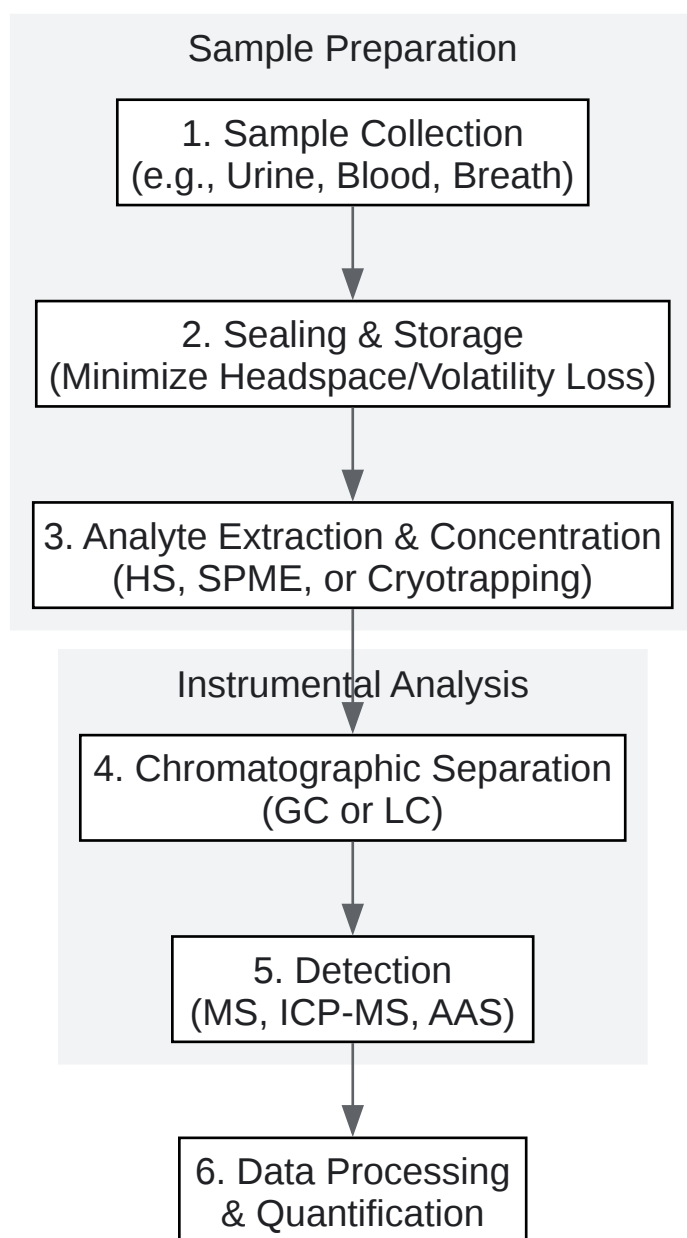 Sample Preparation
1. Sample Collection
(e.g., Urine, Blood, Breath)
2. Sealing & Storage
(Minimize Headspace/Volatility Loss)
3. Analyte Extraction & Concentration
(HS, SPME, or Cryotrapping)
Instrumental Analysis
4. Chromatographic Separation
(GC or LC)
5. Detection
(MS, ICP-MS, AAS)
6. Data Processing
& Quantification